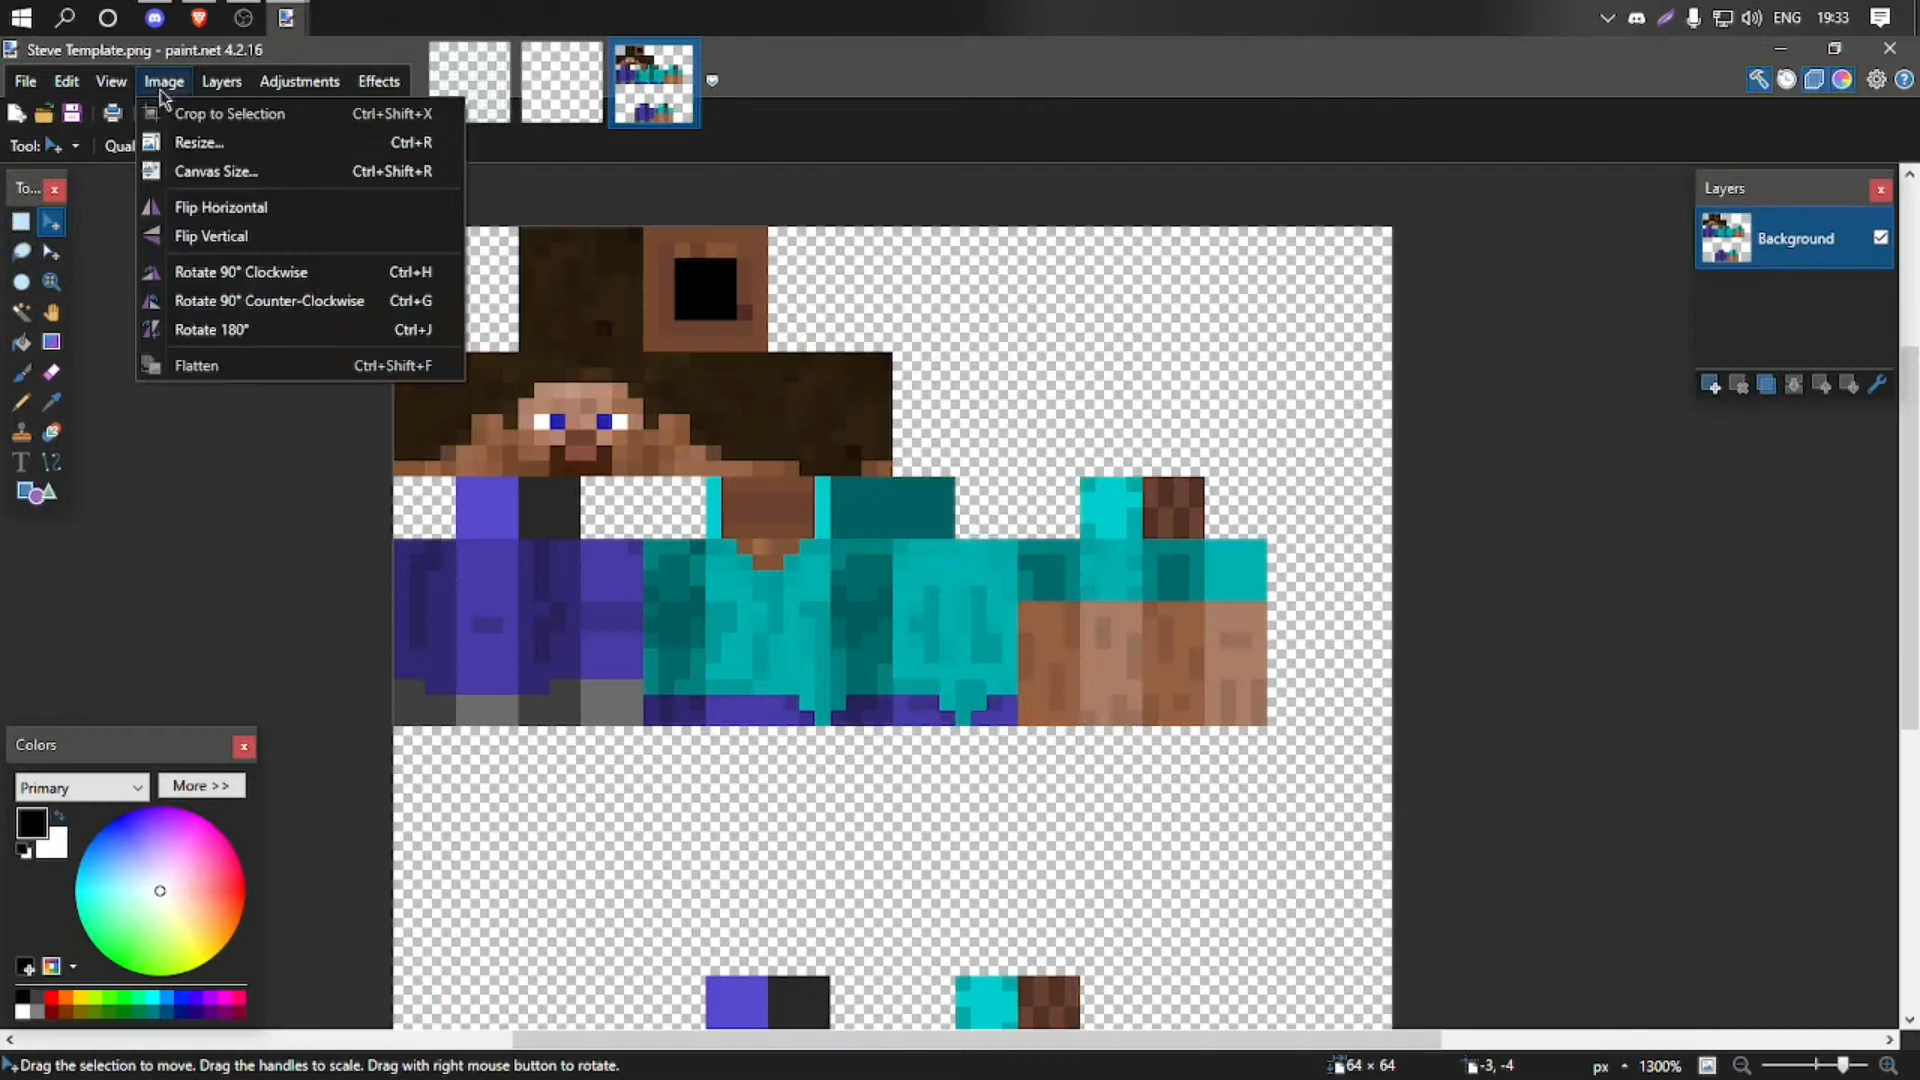 ENG 19:33
Steve Template.png - paint.net 4.2.16
File Edit View Image Layers Adjustments Effects
Crop to Selection Ctrl+Shift+X
Tool: Qual
Resize... Ctrl+R
Canvas Size... Ctrl+Shift+R
To...
Layers
Flip Horizontal
Flip Vertical
Background
Rotate 90° Clockwise Ctrl+H
Rotate 90° Counter-Clockwise Ctrl+G
Rotate 180° Ctrl+J
Flatten Ctrl+Shift+F
Colors
Primary More >>
Drag the selection to move. Drag the handles to scale. Drag with right mouse button to rotate. 64 × 64 -3, -4 px 1300%